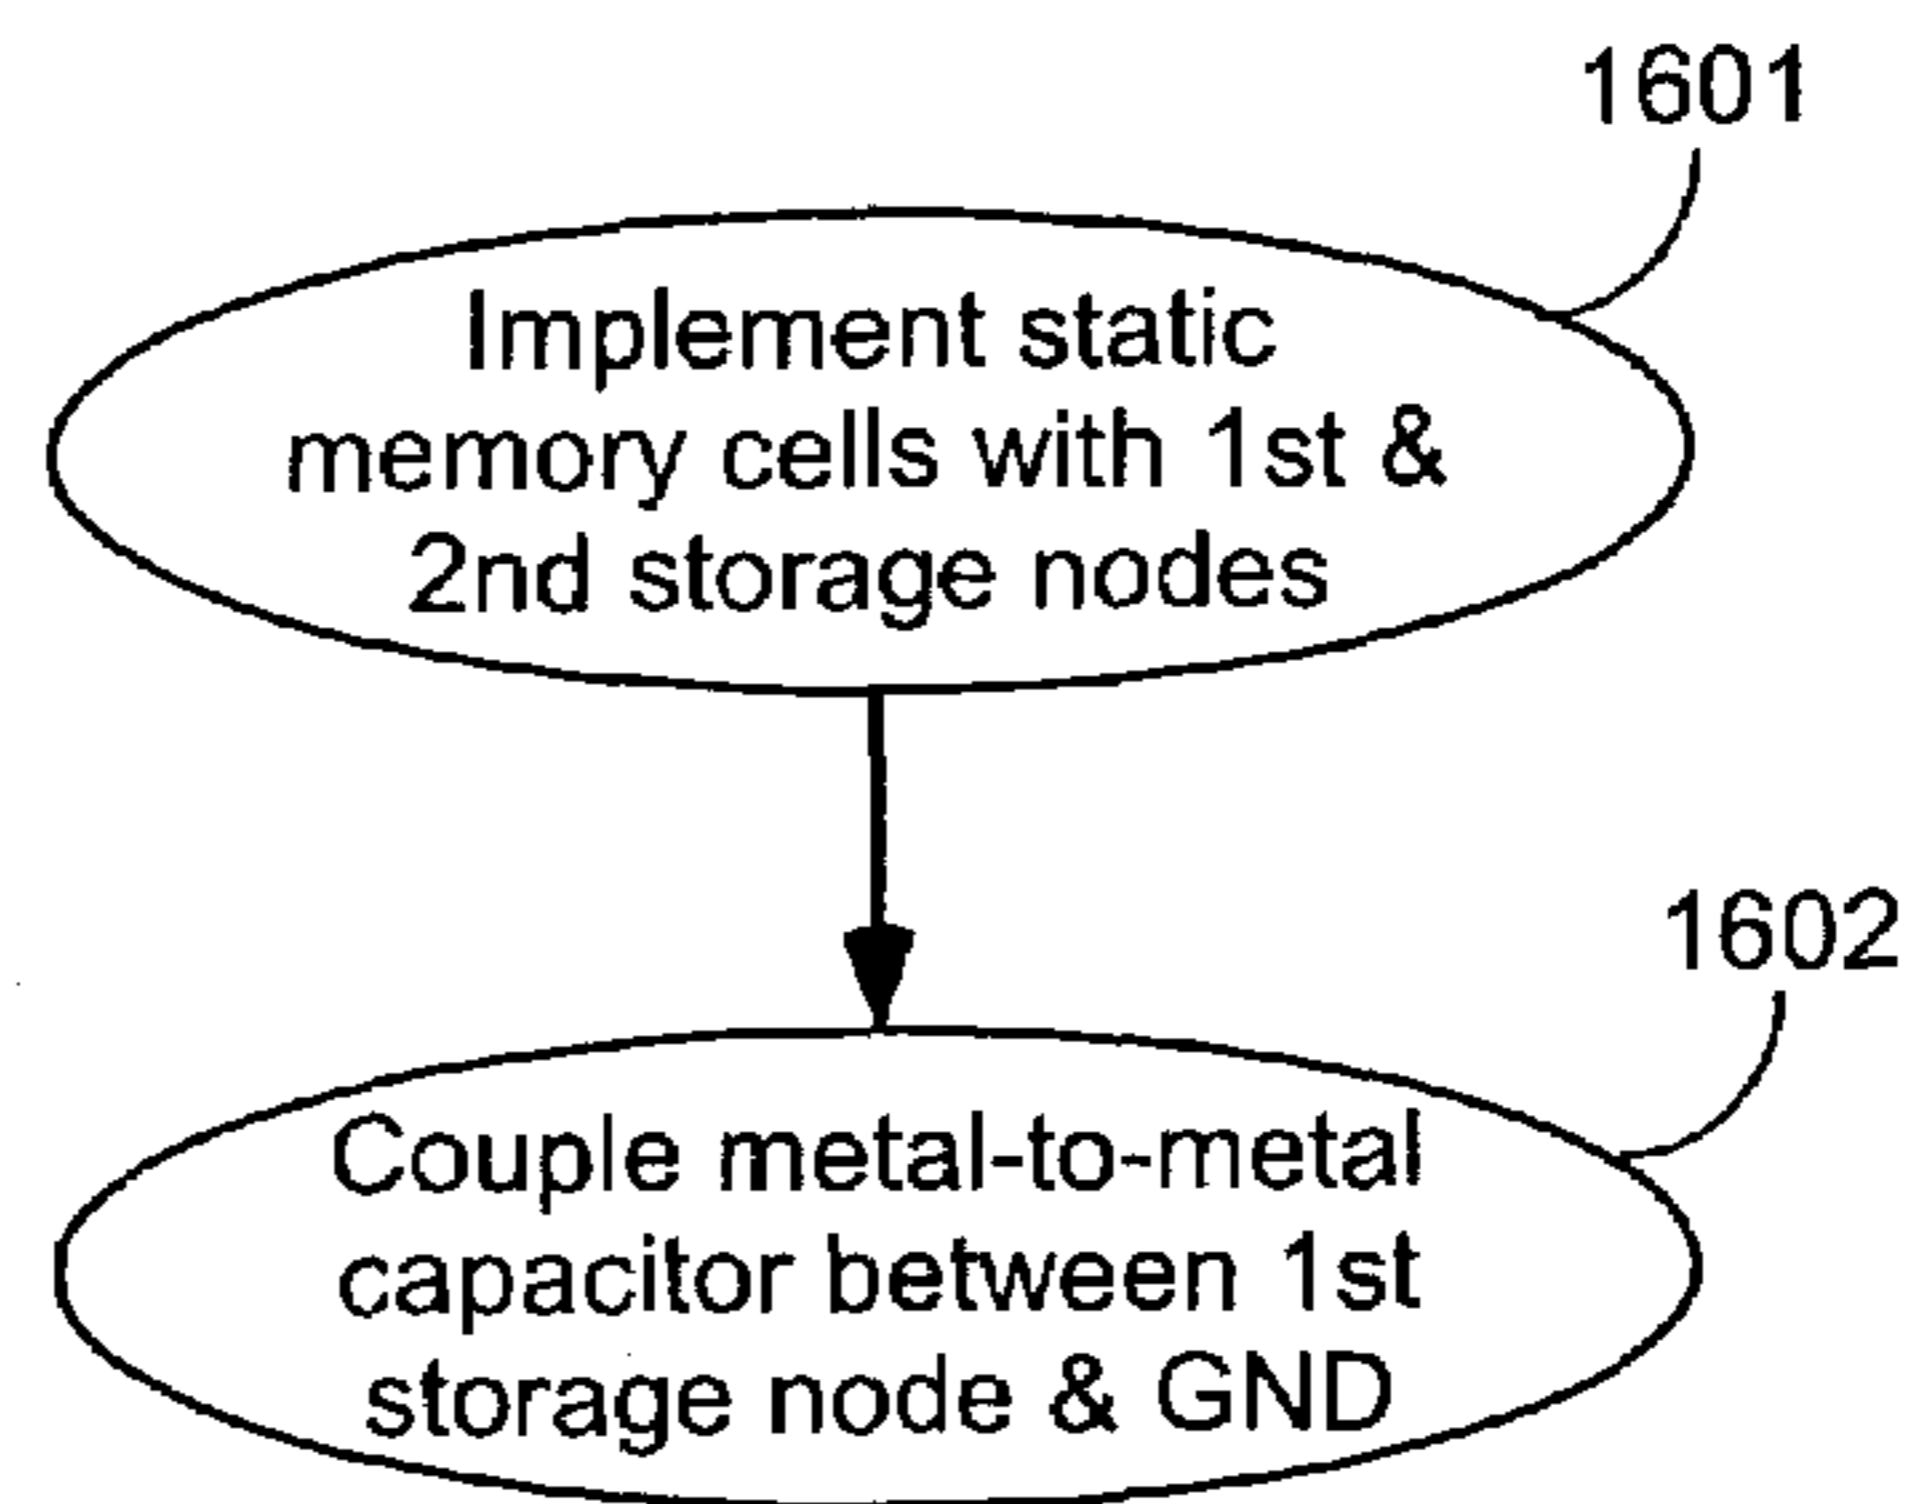 1601
Implement static
memory cells with 1st &
2nd storage nodes
1602
Couple metal-to-metal
capacitor between 1st
storage node & GND